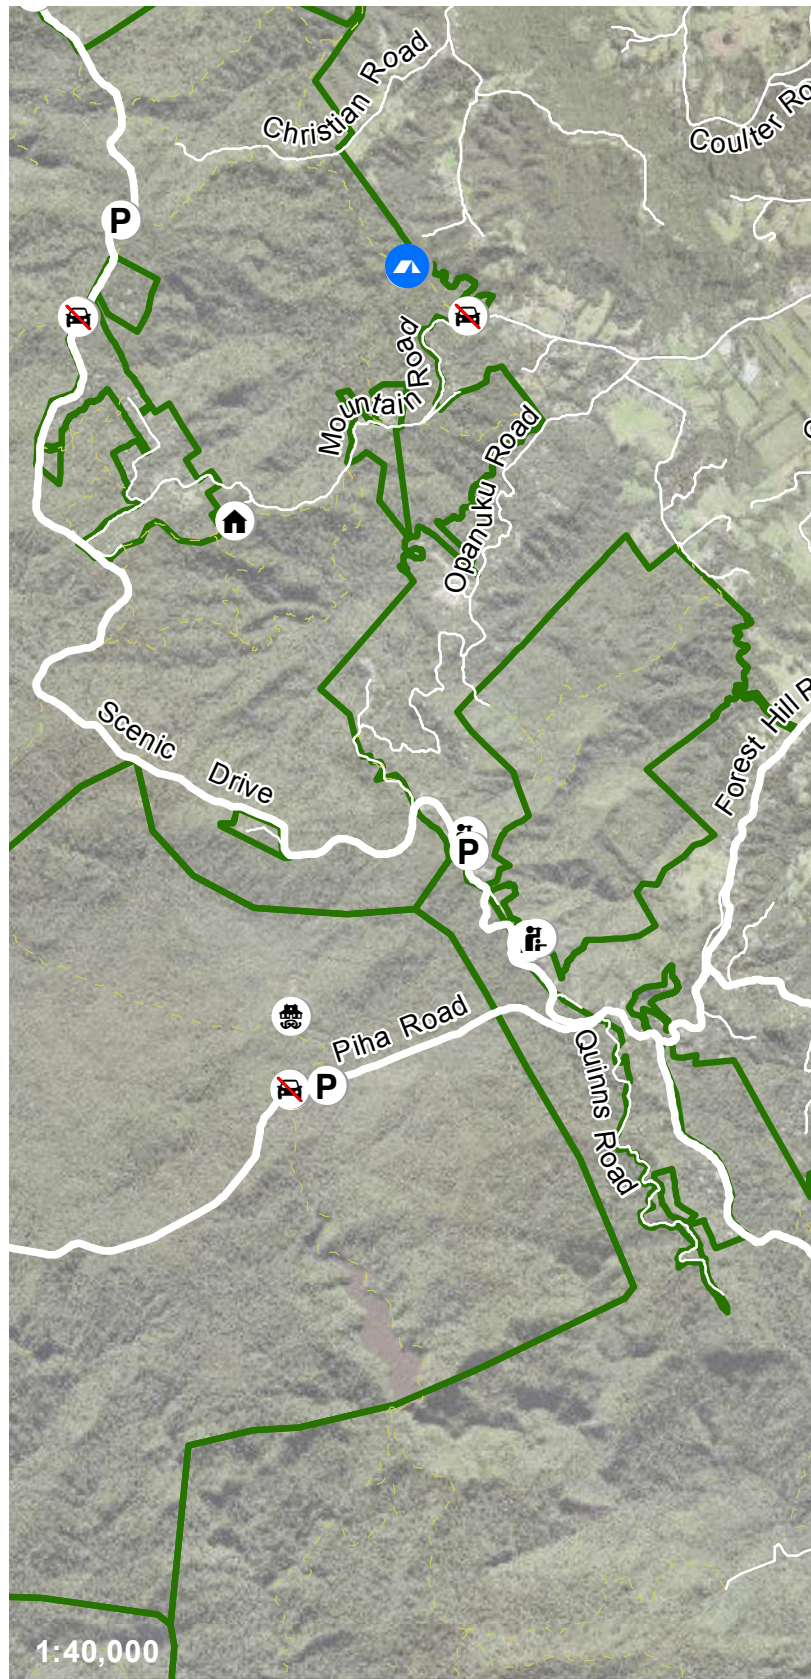 Christian Road
Coulter Ro
P
Mountain Road
Opanuku Road
Scenic Drive
Forest Hill R
P
Piha Road
P
Quinns Road
1:40,000